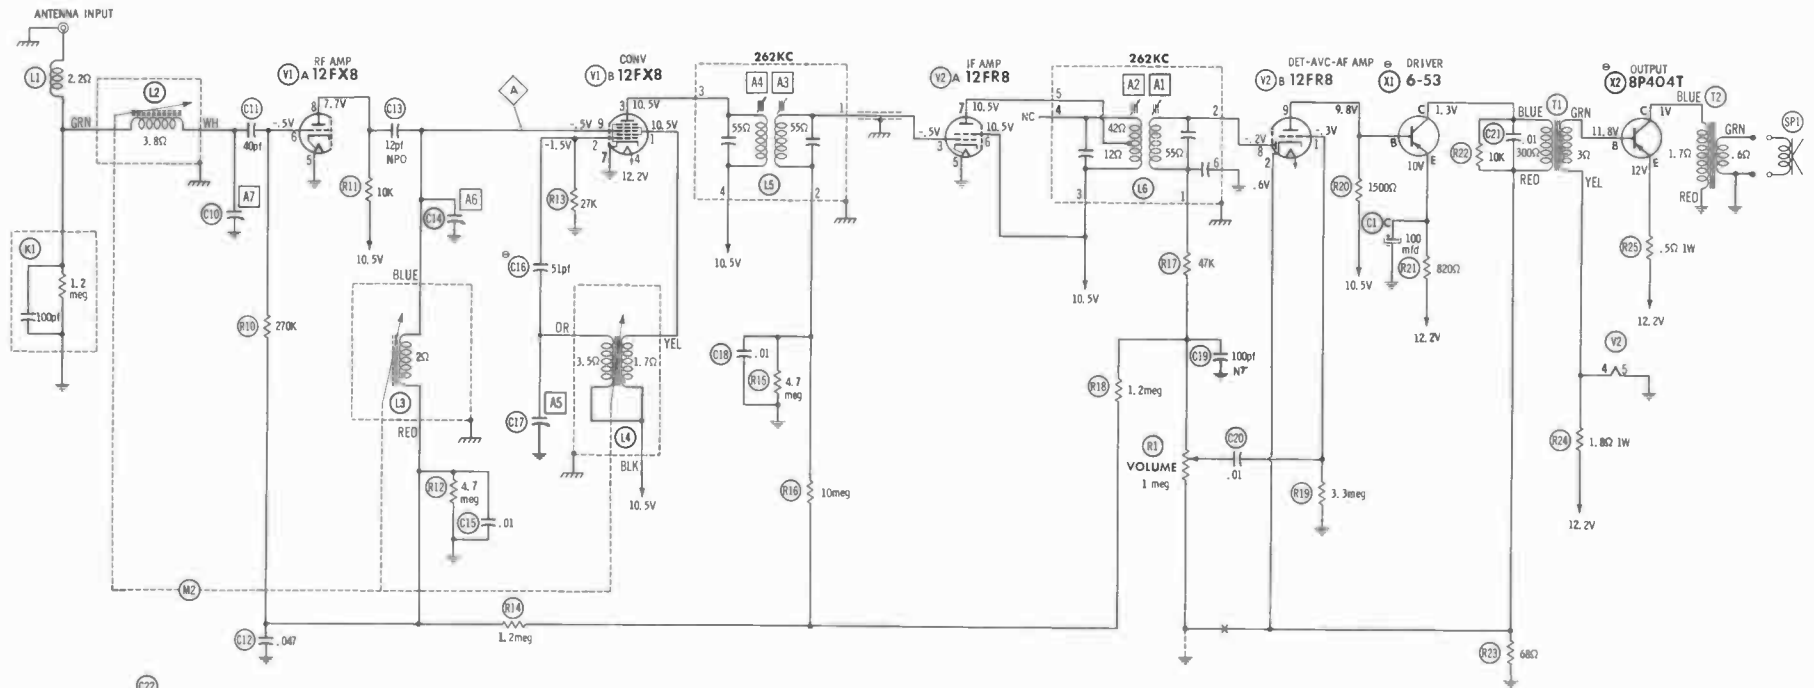 ANTENNA INPUT
L1
2.2Ω
L2
GRN
WH
3.8Ω
C11
40pf
A7
C10
K1
1.2
meg
100pf
R10
270K
RF AMP
V1 A 12FX8
8
7.7V
-.5V
6
5
R11
10K
10.5V
C13
12pf
NPO
A
A6
C14
BLUE
2Ω
L3
RED
R12
4.7
meg
C15
.01
M2
C12
.047
R14
1.2meg
C22
CONV
V1 B 12FX8
3
10.5V
-.5V
9
-1.5V
2
10.5V
1
7
4
12.2V
R13
27K
C16
51pf
OR
YEL
3.5Ω
1.7Ω
A5
C17
L4
BLK
10.5V
262KC
3
A4
A3
1
55Ω
55Ω
L5
4
2
10.5V
C18
.01
R15
4.7
meg
R16
10meg
IF AMP
V2 A 12FR8
7
10.5V
-.5V
3
10.5V
6
5
262KC
5
4
NC
A2
A1
2
42Ω
12Ω
55Ω
6
3
L6
1
10.5V
R17
47K
C19
100pf
R18
1.2meg
R1
VOLUME
1 meg
C20
.01
R19
3.3meg
DET-AVC-AF AMP
V2 B 12FR8
9
9.8V
-.2V
8
-.3V
1
2
.6V
R20
1500Ω
10.5V
DRIVER
X1 6-53
C
1.3V
B
10V
E
C1 C
100
mfd
R21
820Ω
12.2V
R22
10K
C21
.01
BLUE
T1
GRN
300Ω
3Ω
RED
YEL
11.8V
OUTPUT
X2 8P404T
C
1V
B
12V
E
R25
.5Ω 1W
12.2V
BLUE
T2
GRN
1.7Ω
.6Ω
RED
SP1
V2
4 5
R24
1.8Ω 1W
12.2V
R23
68Ω